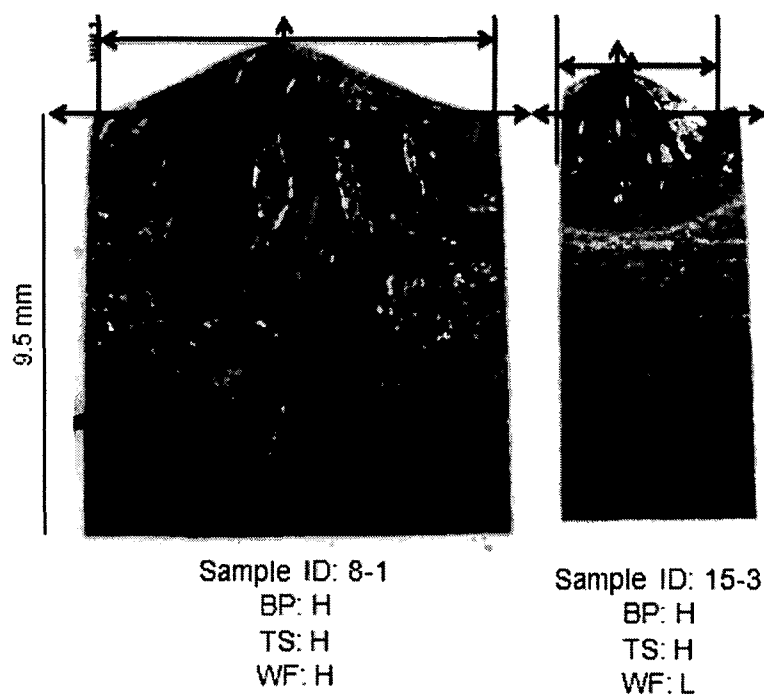 9.5 mm
Sample ID: 8-1
BP: H
TS: H
WF: H
Sample ID: 15-3
BP: H
TS: H
WF: L